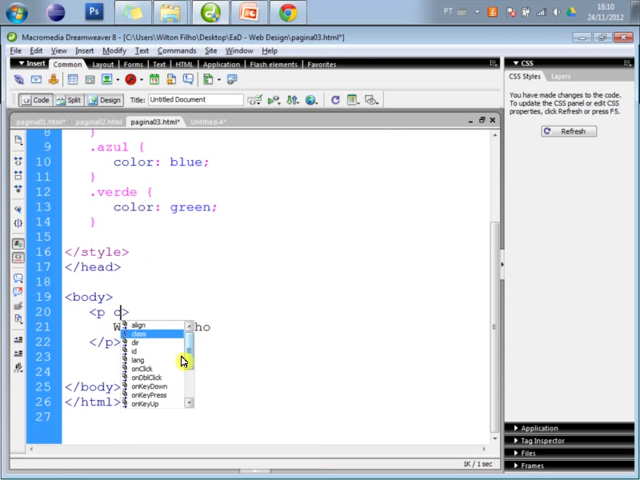 PT
18:10
24/11/2012
Macromedia Dreamweaver 8 - [C:\Users\Wilton Filho\Desktop\EaD - Web Design\pagina03.html*]
File Edit View Insert Modify Text Commands Site Window Help
Insert Common Layout Forms Text HTML Application Flash elements Favorites
Code Split Design Title: Untitled Document
pagina01.html* pagina02.html pagina03.html* Untitled-4*
8 }
9 .azul {
10 color: blue;
11 }
12 .verde {
13 color: green;
14 }
15
16 </style>
17 </head>
18
19 <body>
20 <p c>
21 W ho
22 </p>
23
24
25 </body>
26 </html>
27
align
class
dir
id
lang
onClick
onDblClick
onKeyDown
onKeyPress
onKeyUp
1K / 1 sec
CSS
CSS Styles Layers
You have made changes to the code.
To update the CSS panel or edit CSS
properties, click Refresh or press F5.
Refresh
Application
Tag Inspector
Files
Frames